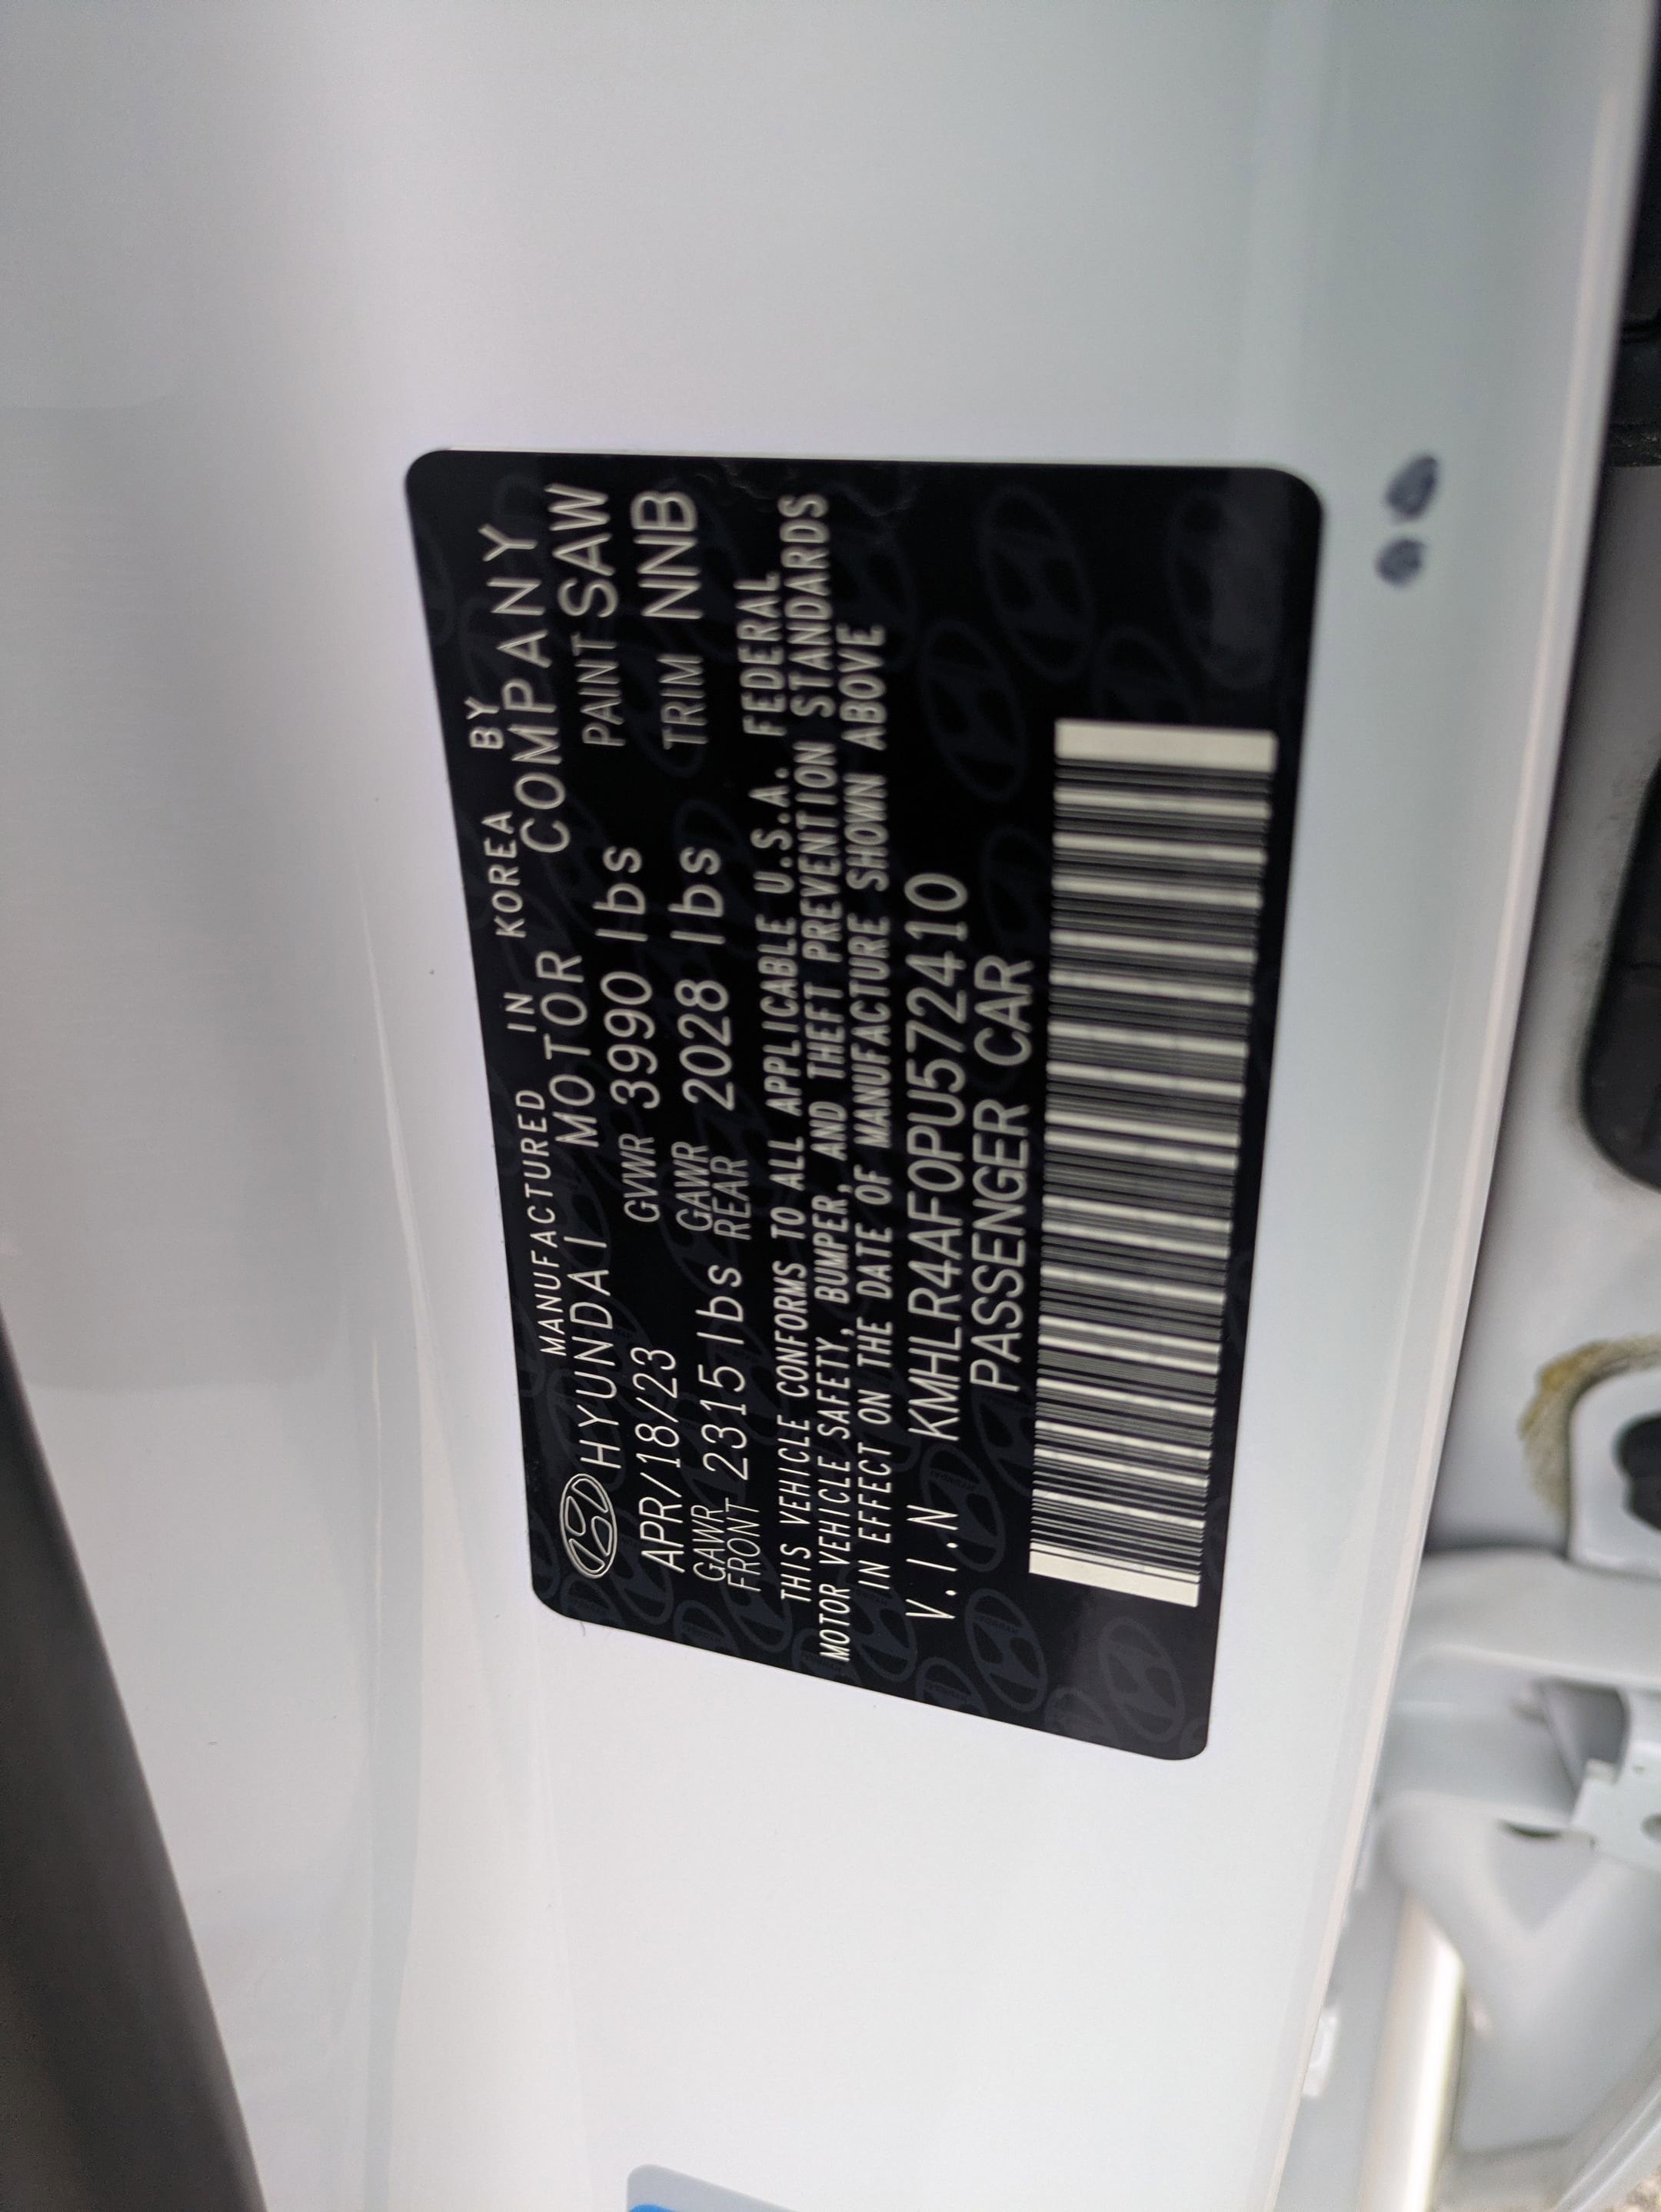 MANUFACTURED IN KOREA BY
HYUNDAI MOTOR COMPANY
APR/18/23 GVWR 3990 lbs PAINT SAW
GAWR FRONT 2315 lbs GAWR REAR 2028 lbs TRIM NNB
THIS VEHICLE CONFORMS TO ALL APPLICABLE U.S.A. FEDERAL
MOTOR VEHICLE SAFETY, BUMPER, AND THEFT PREVENTION STANDARDS
IN EFFECT ON THE DATE OF MANUFACTURE SHOWN ABOVE
V.I.N KMHLR4AF0PU572410
PASSENGER CAR